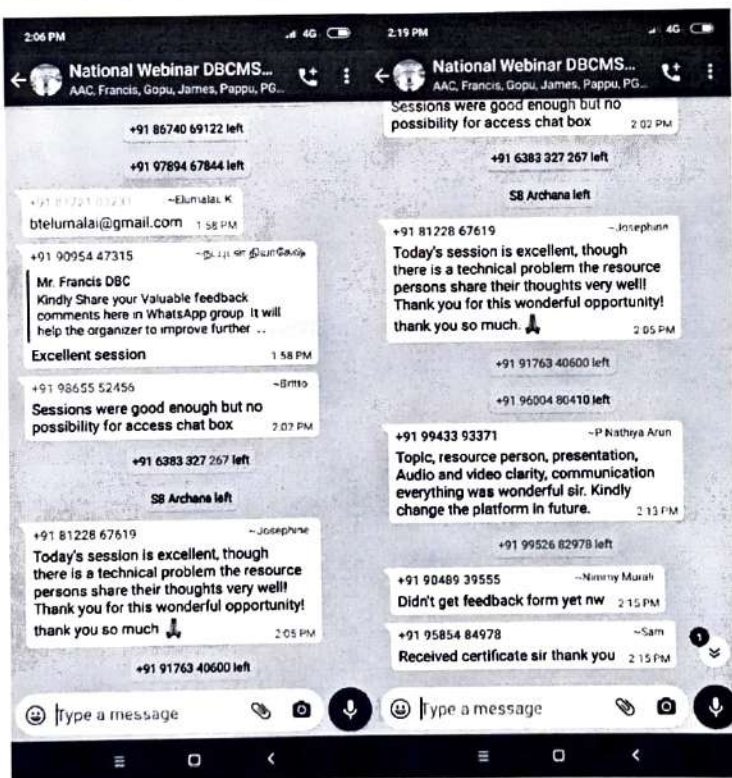 2:06 PM
4G
National Webinar DBCMS...
AAC, Francis, Gopu, James, Pappu, PG...
+91 86740 69122 left
+91 97894 67844 left
~Elumalai K
btelumalai@gmail.com 1 58 PM
+91 90954 47315
Mr. Francis DBC
Kindly Share your Valuable feedback
comments here in WhatsApp group It will
help the organizer to improve further ..
Excellent session 1 58 PM
+91 98655 52456 ~Britto
Sessions were good enough but no
possibility for access chat box 2:02 PM
+91 6383 327 267 left
S8 Archana left
+91 81228 67619 ~Josephine
Today's session is excellent, though
there is a technical problem the resource
persons share their thoughts very well!
Thank you for this wonderful opportunity!
thank you so much 2:05 PM
+91 91763 40600 left
Type a message
2.19 PM
4G
National Webinar DBCMS...
AAC, Francis, Gopu, James, Pappu, PG...
Sessions were good enough but no
possibility for access chat box 2 02 PM
+91 6383 327 267 left
S8 Archana left
+91 81228 67619 ~Josephine
Today's session is excellent, though
there is a technical problem the resource
persons share their thoughts very well!
Thank you for this wonderful opportunity!
thank you so much. 2 05 PM
+91 91763 40600 left
+91 96004 80410 left
+91 99433 93371 ~P Nathiya Arun
Topic, resource person, presentation,
Audio and video clarity, communication
everything was wonderful sir. Kindly
change the platform in future. 2 13 PM
+91 99526 82978 left
+91 90489 39555 ~Nimmy Murali
Didn't get feedback form yet nw 2 15 PM
+91 95854 84978 ~Sam
Received certificate sir thank you 2 15 PM
1
Type a message